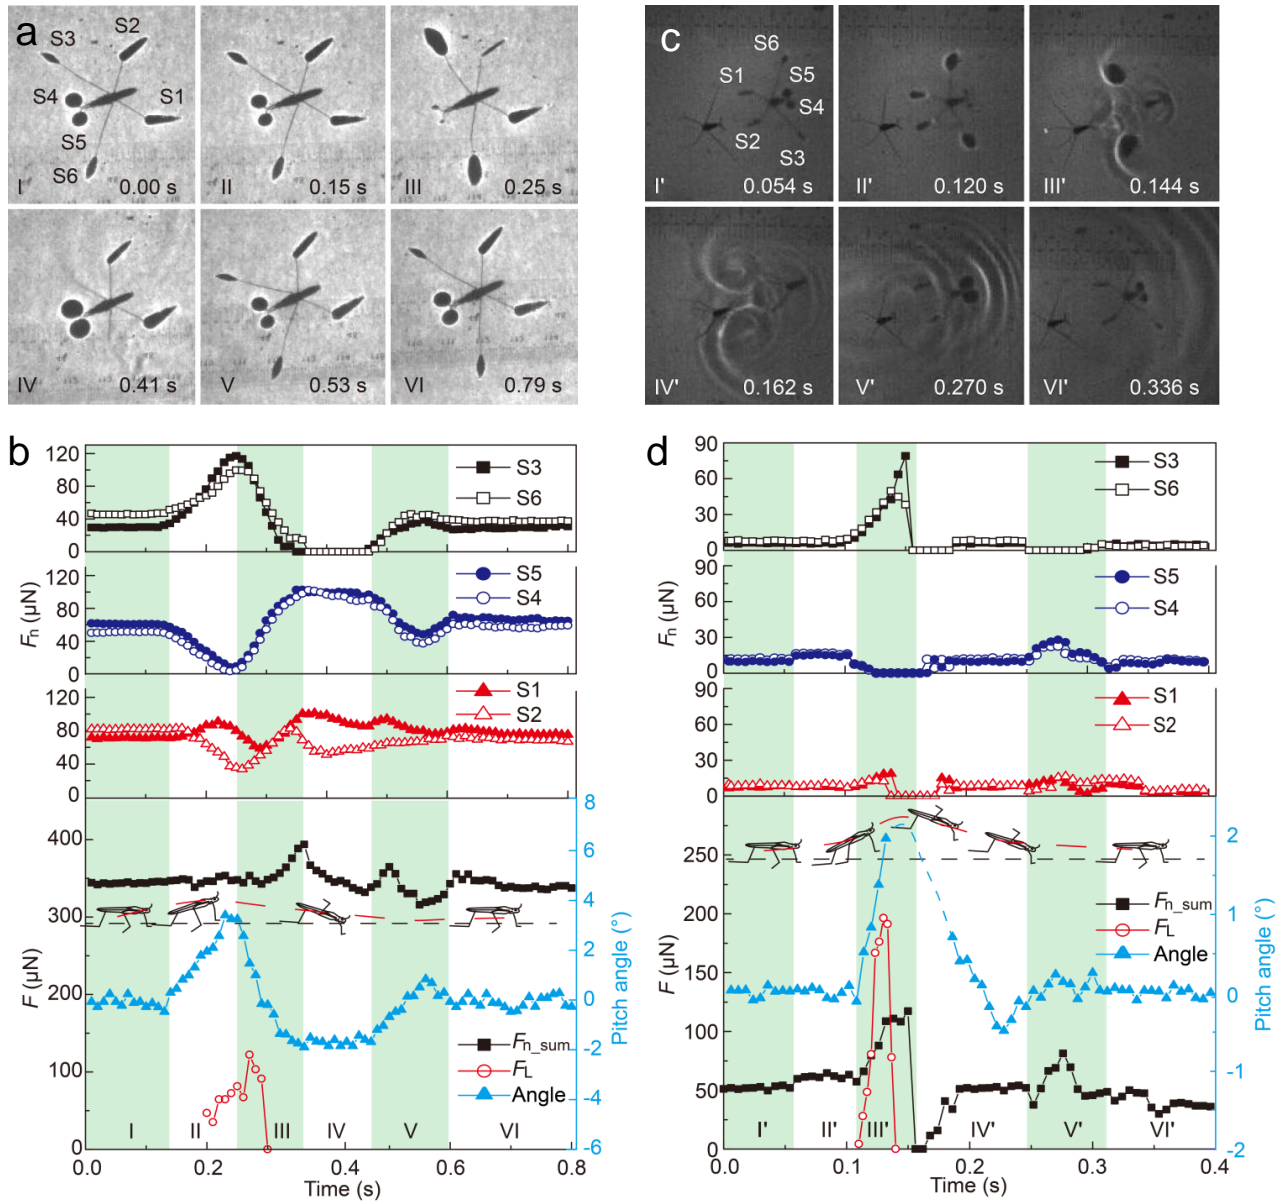 a
S3
S2
S4
S1
S5
S6
I
0.00 s
II
0.15 s
III
0.25 s
IV
0.41 s
V
0.53 s
VI
0.79 s
c
S6
S1
S5
S4
S2
S3
I'
0.054 s
II'
0.120 s
III'
0.144 s
IV'
0.162 s
V'
0.270 s
VI'
0.336 s
b
120
80
40
0
S3
S6
120
80
40
0
S5
S4
Fn (μN)
120
80
40
0
S1
S2
400
300
200
100
0
F (μN)
8
6
4
2
0
-2
-4
-6
Pitch angle (°)
Fn_sum
FL
Angle
I
II
III
IV
V
VI
0.0
0.2
0.4
0.6
0.8
Time (s)
d
90
60
30
0
S3
S6
90
60
30
0
S5
S4
Fn (μN)
90
60
30
0
S1
S2
250
200
150
100
50
0
F (μN)
2
1
0
-1
-2
Pitch angle (°)
Fn_sum
FL
Angle
I'
II'
III'
IV'
V'
VI'
0.0
0.1
0.2
0.3
0.4
Time (s)